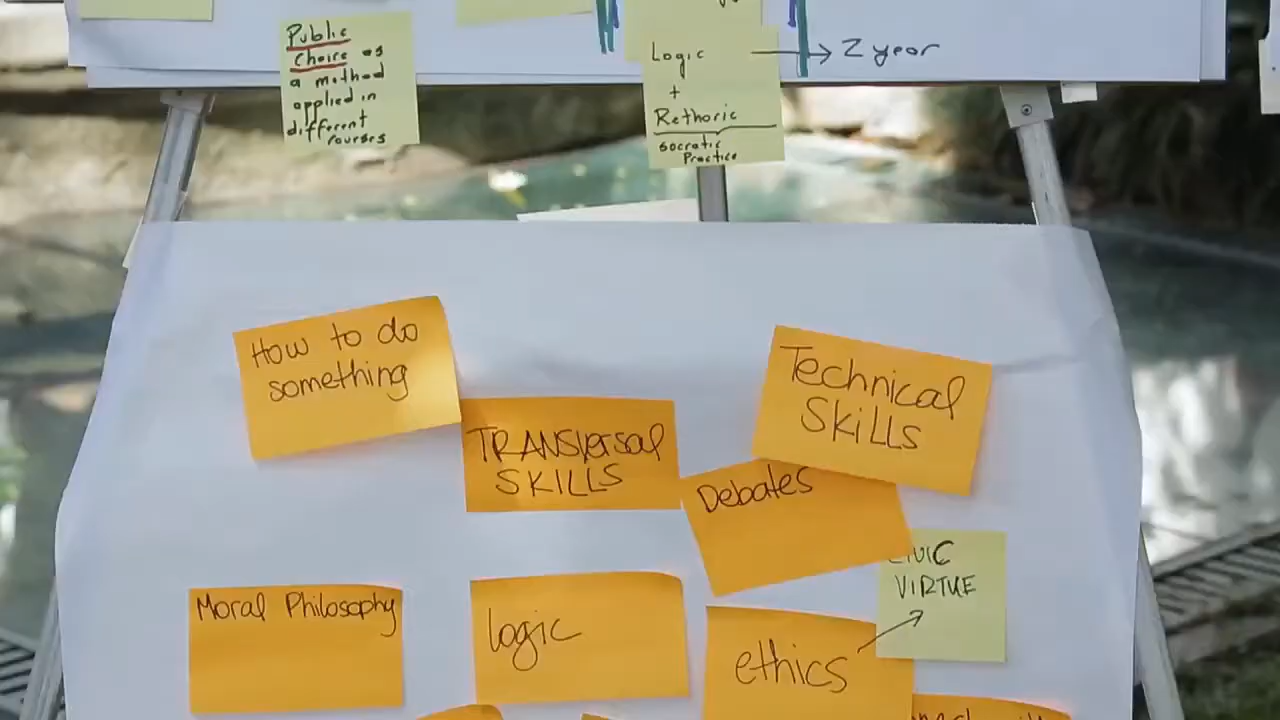 Public
Choice as
a method
applied in
different
courses
Logic → 2 year
+
Rethoric
Socratic
Practice
How to do
something
TRANSversal
SKILLS
Technical
SKILLS
Debates
CIVIC
VIRTUE
Moral Philosophy
logic
ethics